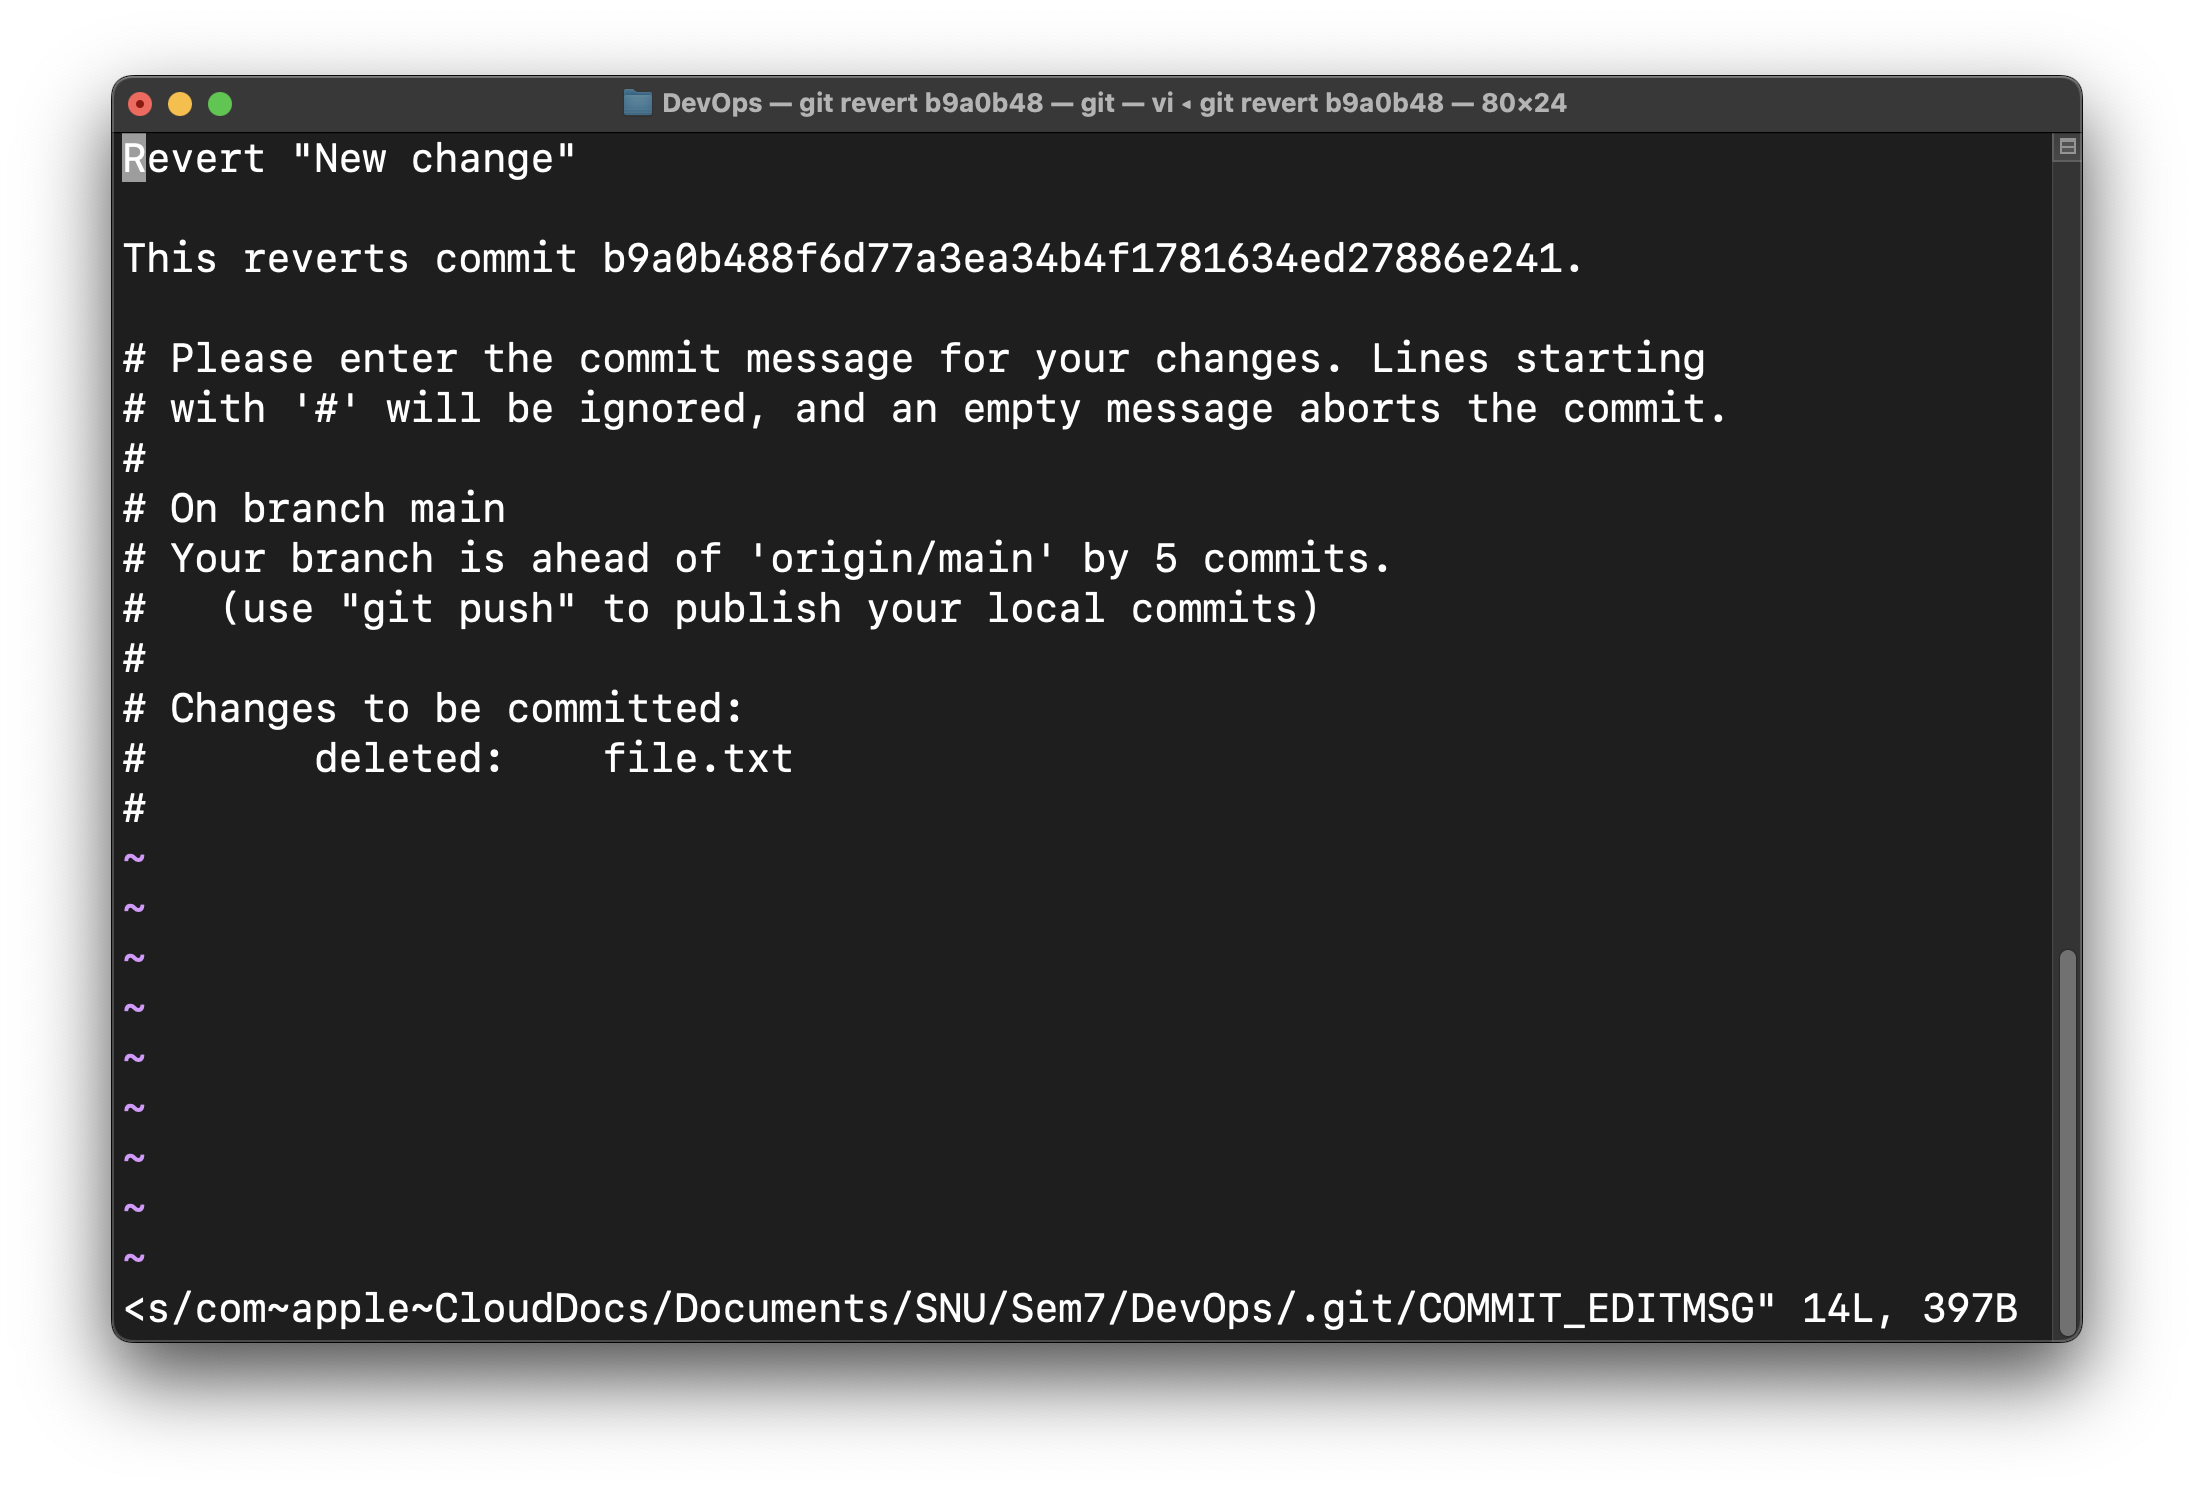 DevOps — git revert b9a0b48 — git — vi ◂ git revert b9a0b48 — 80×24
Revert "New change"
This reverts commit b9a0b488f6d77a3ea34b4f1781634ed27886e241.
# Please enter the commit message for your changes. Lines starting
# with '#' will be ignored, and an empty message aborts the commit.
#
# On branch main
# Your branch is ahead of 'origin/main' by 5 commits.
#   (use "git push" to publish your local commits)
#
# Changes to be committed:
#       deleted:    file.txt
#
~
~
~
~
~
~
~
~
~
<s/com~apple~CloudDocs/Documents/SNU/Sem7/DevOps/.git/COMMIT_EDITMSG" 14L, 397B